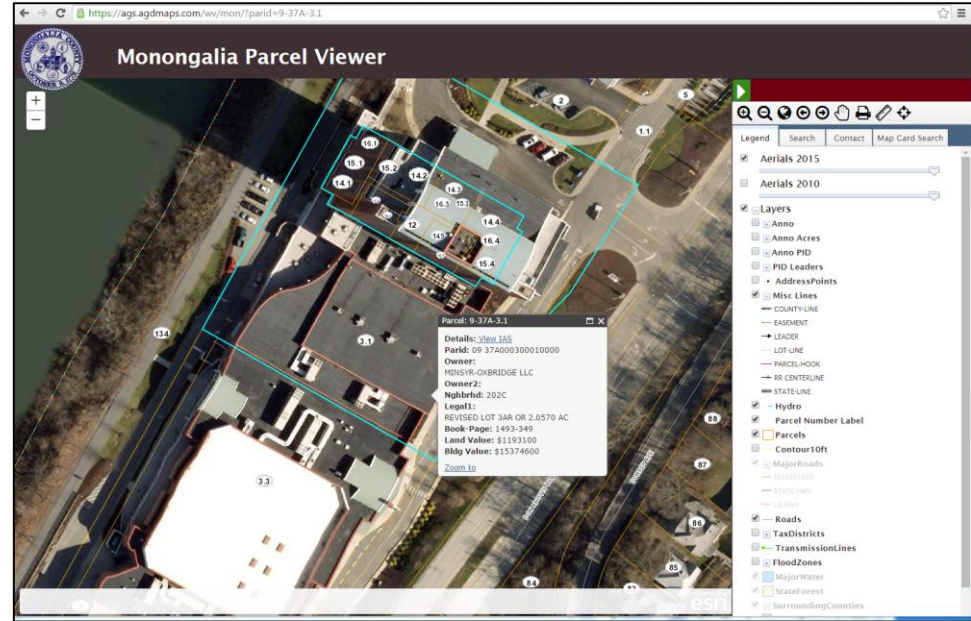 https://ags.agdmaps.com/wv/mon/?parid=9-37A-3.1
Monongalia Parcel Viewer
+
−
Legend
Search
Contact
Map Card Search
Aerials 2015
Aerials 2010
Layers
Anno
Anno Acres
Anno PID
PID Leaders
AddressPoints
Misc Lines
COUNTY-LINE
EASEMENT
LEADER
LOT-LINE
PARCEL-HOOK
RR CENTERLINE
STATE-LINE
Hydro
Parcel Number Label
Parcels
Contour10ft
MajorRoads
INTERSTATE
STATE HWY
US HWY
Roads
TaxDistricts
TransmissionLines
FloodZones
MajorWater
StateForest
SurroundingCounties
2
5
1.1
16.1
15.1
15.2
14.1
14.2
14.3
16.3
15.3
14.4
12
14.5
16.4
15.4
134
3.1
3.3
88
87
86
85
84
Parcel: 9-37A-3.1
Details: View IAS
Parid: 09 37A000300010000
Owner:
MINSYR-OXBRIDGE LLC
Owner2:
Nghbrhd: 202C
Legal1:
REVISED LOT 3AR OR 2.0570 AC
Book-Page: 1493-349
Land Value: $1193100
Bldg Value: $15374600
Zoom to
esri